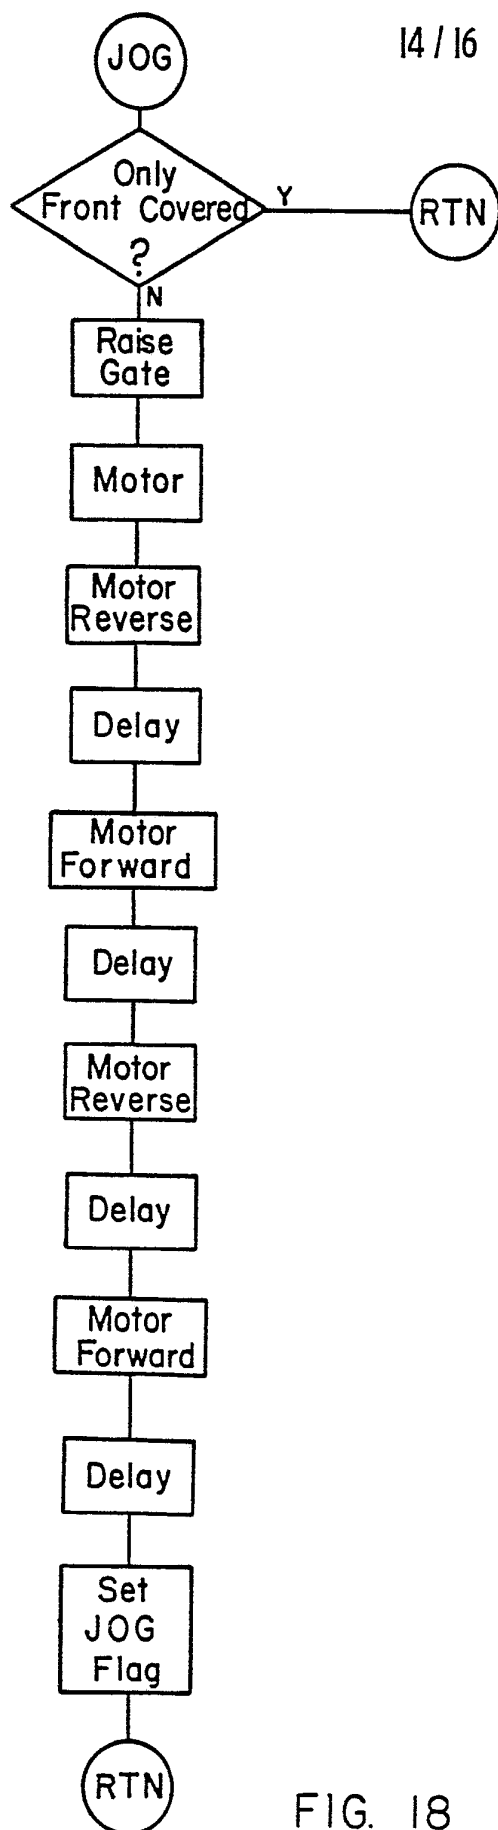 14/16
JOG
Only
Front Covered
?
Y
RTN
N
Raise
Gate
Motor
Motor
Reverse
Delay
Motor
Forward
Delay
Motor
Reverse
Delay
Motor
Forward
Delay
Set
JOG
Flag
RTN
FIG. 18